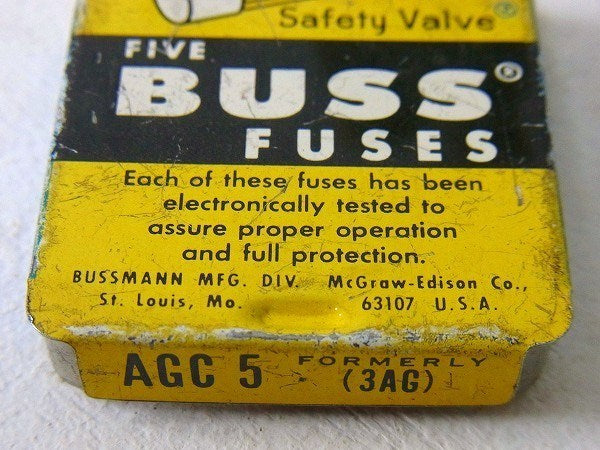 Safety Valve®
FIVE
BUSS®
FUSES
Each of these fuses has been
electronically tested to
assure proper operation
and full protection.
BUSSMANN MFG. DIV. McGraw-Edison Co.,
St. Louis, Mo. 63107 U.S.A.
AGC 5 FORMERLY
(3AG)